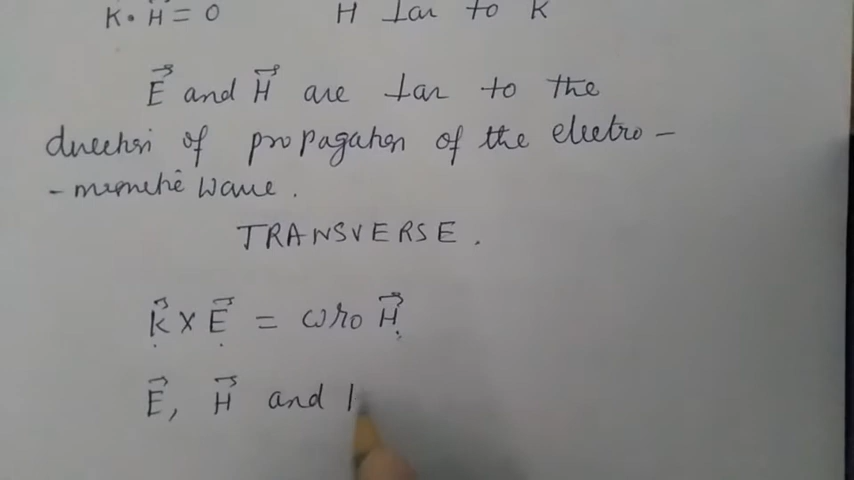 K • H = 0 H ⊥ar to K
E⃗ and H⃗ are ⊥ar to the
direction of propagation of the electro –
– magnetic wave.
TRANSVERSE.
K⃗ × E⃗ = ωμ₀ H⃗
E⃗, H⃗ and